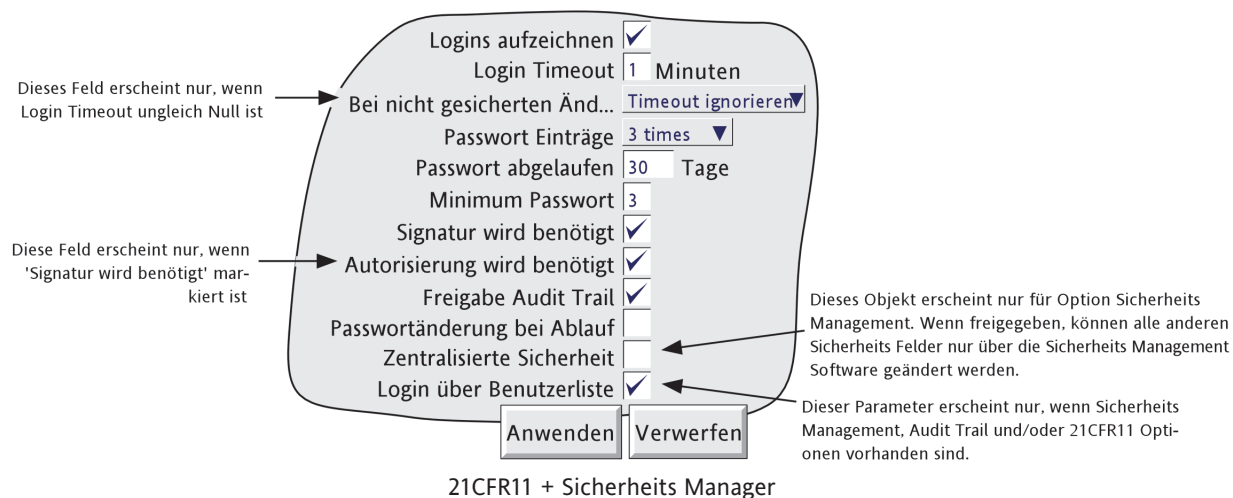 Logins aufzeichnen
Login Timeout 1 Minuten
Dieses Feld erscheint nur, wenn
Login Timeout ungleich Null ist
Bei nicht gesicherten Änd... Timeout ignorieren
Passwort Einträge 3 times
Passwort abgelaufen 30 Tage
Minimum Passwort 3
Signatur wird benötigt
Diese Feld erscheint nur, wenn
'Signatur wird benötigt' mar-
kiert ist
Autorisierung wird benötigt
Freigabe Audit Trail
Passwortänderung bei Ablauf
Zentralisierte Sicherheit
Dieses Objekt erscheint nur für Option Sicherheits
Management. Wenn freigegeben, können alle anderen
Sicherheits Felder nur über die Sicherheits Management
Software geändert werden.
Login über Benutzerliste
Dieser Parameter erscheint nur, wenn Sicherheits
Management, Audit Trail und/oder 21CFR11 Opti-
onen vorhanden sind.
Anwenden Verwerfen
21CFR11 + Sicherheits Manager